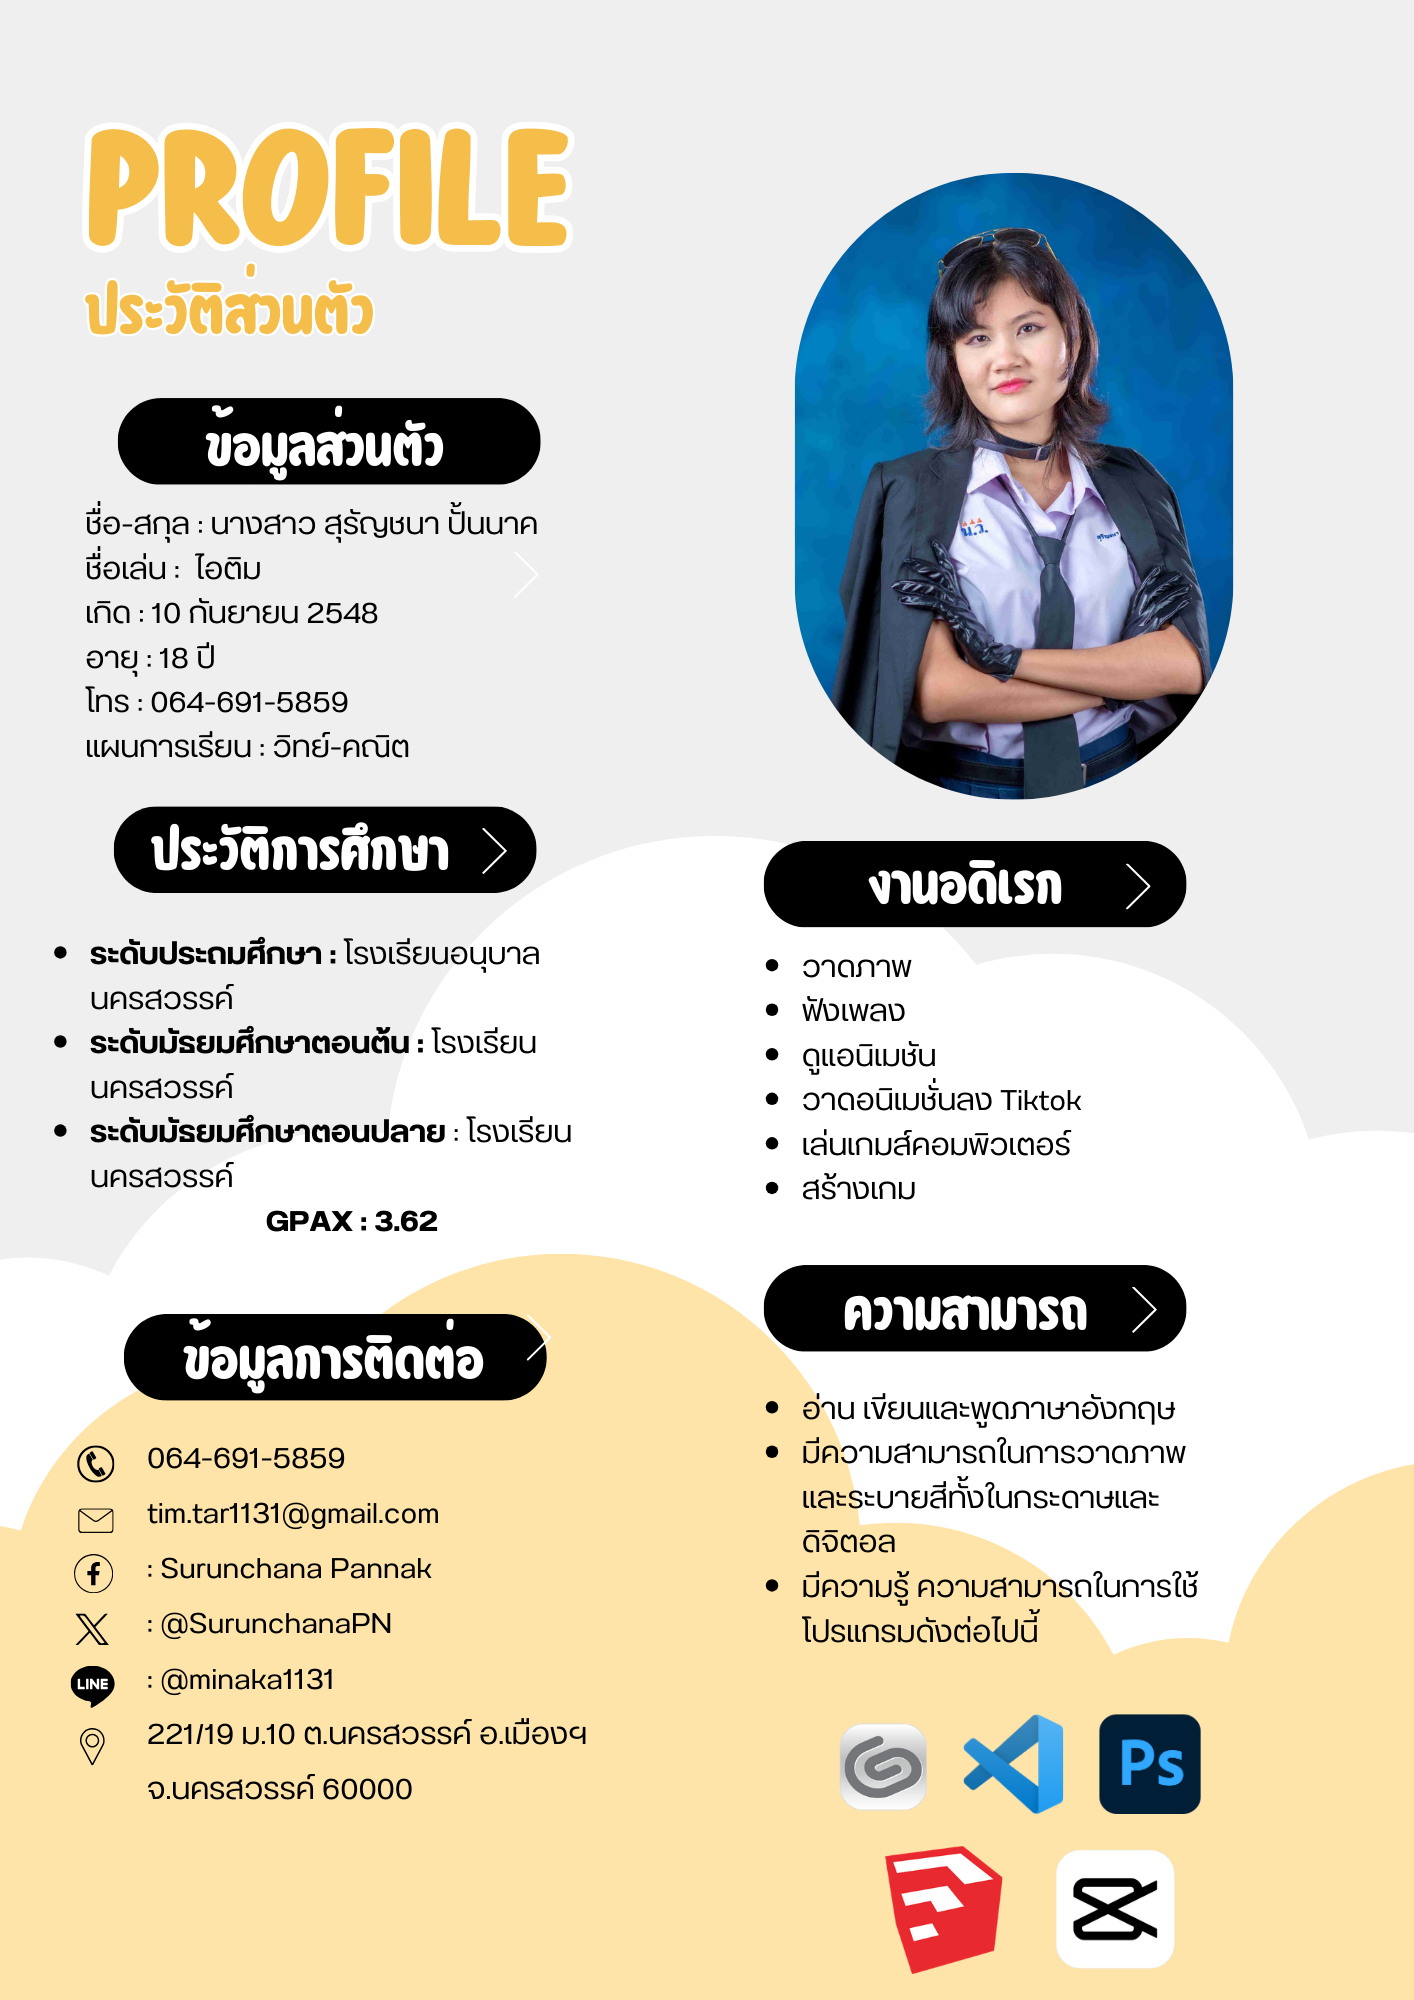 PROFILE
ประวัติส่วนตัว
ข้อมูลส่วนตัว
ชื่อ-สกุล : นางสาว สุรัญชนา ปั้นนาค
ชื่อเล่น : ไอติม
เกิด : 10 กันยายน 2548
อายุ : 18 ปี
โทร : 064-691-5859
แผนการเรียน : วิทย์-คณิต
น.ว.
ประวัติการศึกษา
ระดับประถมศึกษา : โรงเรียนอนุบาล
นครสวรรค์
ระดับมัธยมศึกษาตอนต้น : โรงเรียน
นครสวรรค์
ระดับมัธยมศึกษาตอนปลาย : โรงเรียน
นครสวรรค์
GPAX : 3.62
ข้อมูลการติดต่อ
064-691-5859
tim.tar1131@gmail.com
: Surunchana Pannak
: @SurunchanaPN
LINE : @minaka1131
221/19 ม.10 ต.นครสวรรค์ อ.เมืองฯ
จ.นครสวรรค์ 60000
งานอดิเรก
วาดภาพ
ฟังเพลง
ดูแอนิเมชัน
วาดอนิเมชั่นลง Tiktok
เล่นเกมส์คอมพิวเตอร์
สร้างเกม
ความสามารถ
อ่าน เขียนและพูดภาษาอังกฤษ
มีความสามารถในการวาดภาพ
และระบายสีทั้งในกระดาษและ
ดิจิตอล
มีความรู้ ความสามารถในการใช้
โปรแกรมดังต่อไปนี้
Ps